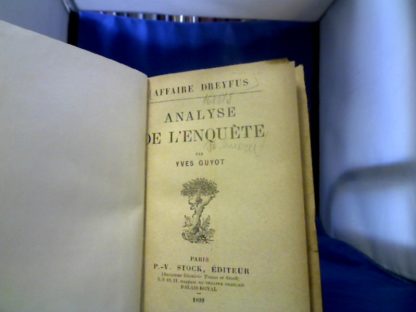 AFFAIRE DREYFUS
ANALYSE
DE L'ENQUÊTE
PAR
YVES GUYOT
PARIS
P.-V. STOCK, ÉDITEUR
PALAIS-ROYAL
1899